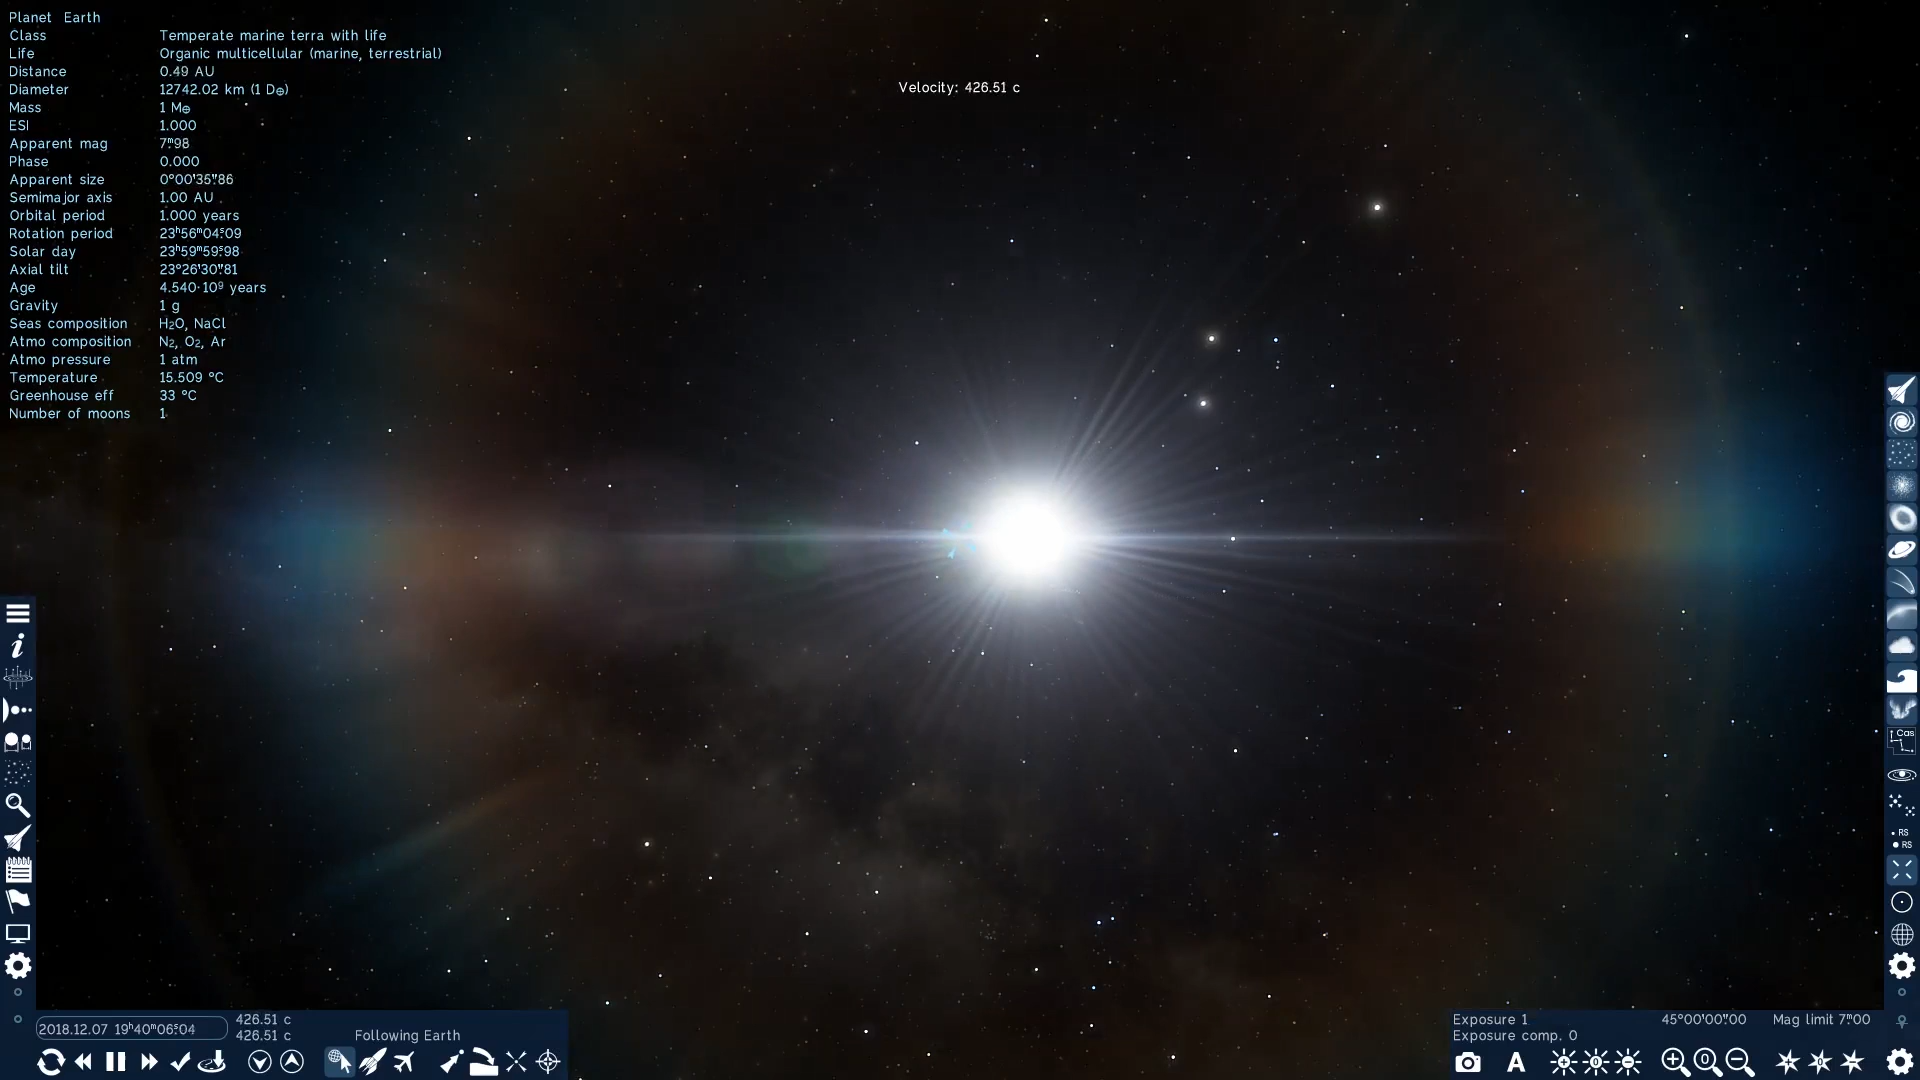 Planet Earth
Class Temperate marine terra with life
Life Organic multicellular (marine, terrestrial)
Distance 0.49 AU
Diameter 12742.02 km (1 D⊕)
Mass 1 M⊕
ESI 1.000
Apparent mag 7ᵐ98
Phase 0.000
Apparent size 0°00'35"86
Semimajor axis 1.00 AU
Orbital period 1.000 years
Rotation period 23ʰ56ᵐ04ˢ09
Solar day 23ʰ59ᵐ59ˢ98
Axial tilt 23°26'30"81
Age 4.540·10⁹ years
Gravity 1 g
Seas composition H₂O, NaCl
Atmo composition N₂, O₂, Ar
Atmo pressure 1 atm
Temperature 15.509 °C
Greenhouse eff 33 °C
Number of moons 1
Velocity: 426.51 c
Cas
RS
RS
2018.12.07 19ʰ40ᵐ06ˢ04
426.51 c
426.51 c
Following Earth
Exposure 1 45°00'00"00 Mag limit 7ᵐ00
Exposure comp. 0
A
0